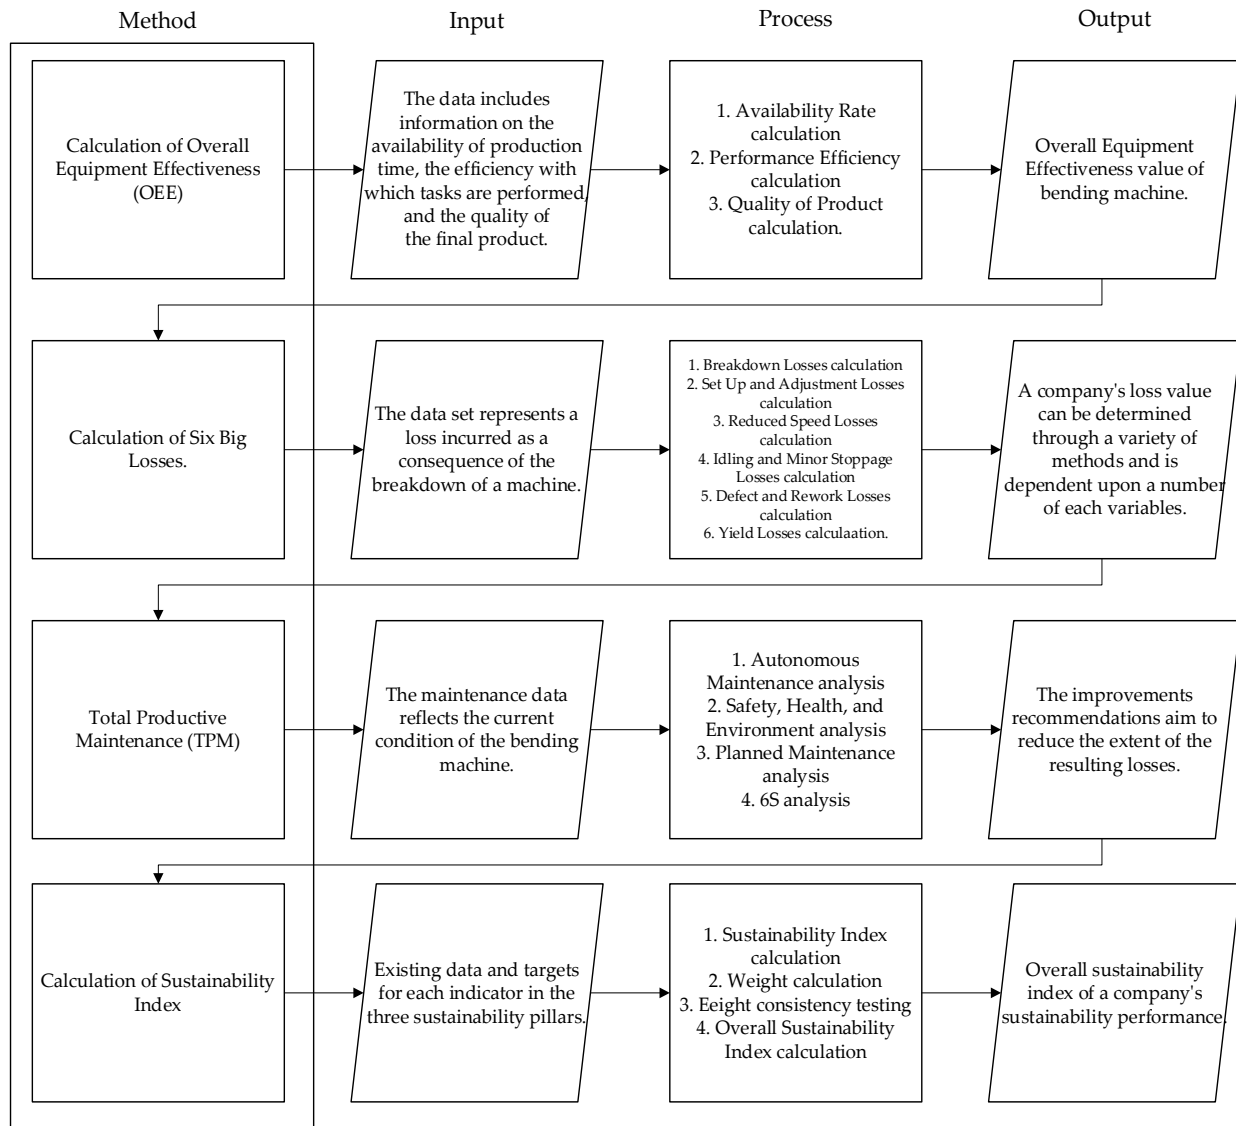 Method
Input
Process
Output
Calculation of Overall
Equipment Effectiveness
(OEE)
The data includes
information on the
availability of production
time, the efficiency with
which tasks are performed,
and the quality of
the final product.
1. Availability Rate
calculation
2. Performance Efficiency
calculation
3. Quality of Product
calculation.
Overall Equipment
Effectiveness value of
bending machine.
Calculation of Six Big
Losses.
The data set represents a
loss incurred as a
consequence of the
breakdown of a machine.
1. Breakdown Losses calculation
2. Set Up and Adjustment Losses
calculation
3. Reduced Speed Losses
calculation
4. Idling and Minor Stoppage
Losses calculation
5. Defect and Rework Losses
calculation
6. Yield Losses calculaation.
A company's loss value
can be determined
through a variety of
methods and is
dependent upon a number
of each variables.
Total Productive
Maintenance (TPM)
The maintenance data
reflects the current
condition of the bending
machine.
1. Autonomous
Maintenance analysis
2. Safety, Health, and
Environment analysis
3. Planned Maintenance
analysis
4. 6S analysis
The improvements
recommendations aim to
reduce the extent of the
resulting losses.
Calculation of Sustainability
Index
Existing data and targets
for each indicator in the
three sustainability pillars.
1. Sustainability Index
calculation
2. Weight calculation
3. Eeight consistency testing
4. Overall Sustainability
Index calculation
Overall sustainability
index of a company's
sustainability performance.